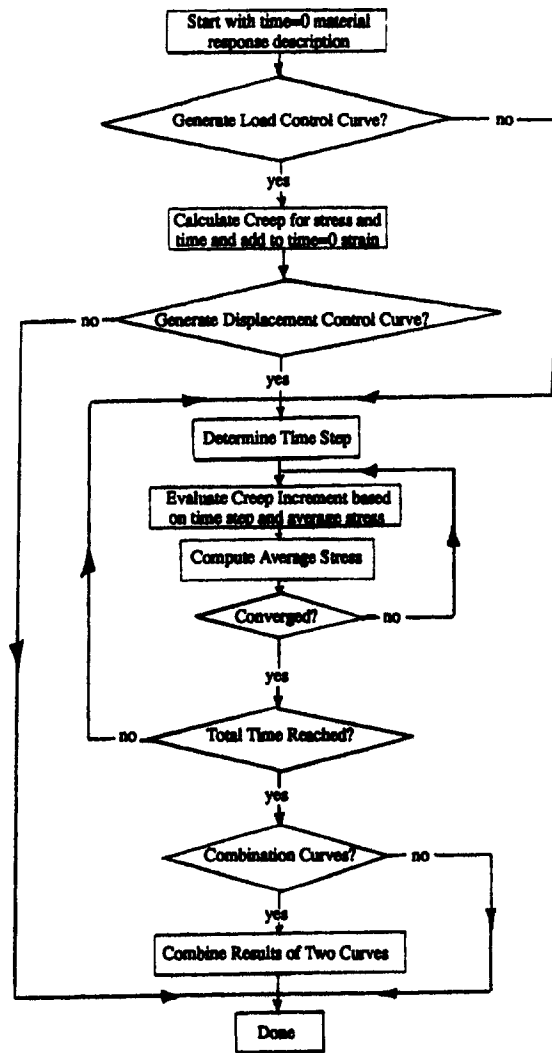 Start with time=0 material
response description
Generate Load Control Curve?
no
yes
Calculate Creep for stress and
time and add to time=0 strain
no
Generate Displacement Control Curve?
yes
Determine Time Step
Evaluate Creep Increment based
on time step and average stress
Compute Average Stress
Converged?
no
yes
no
Total Time Reached?
yes
Combination Curves?
no
yes
Combine Results of Two Curves
Done